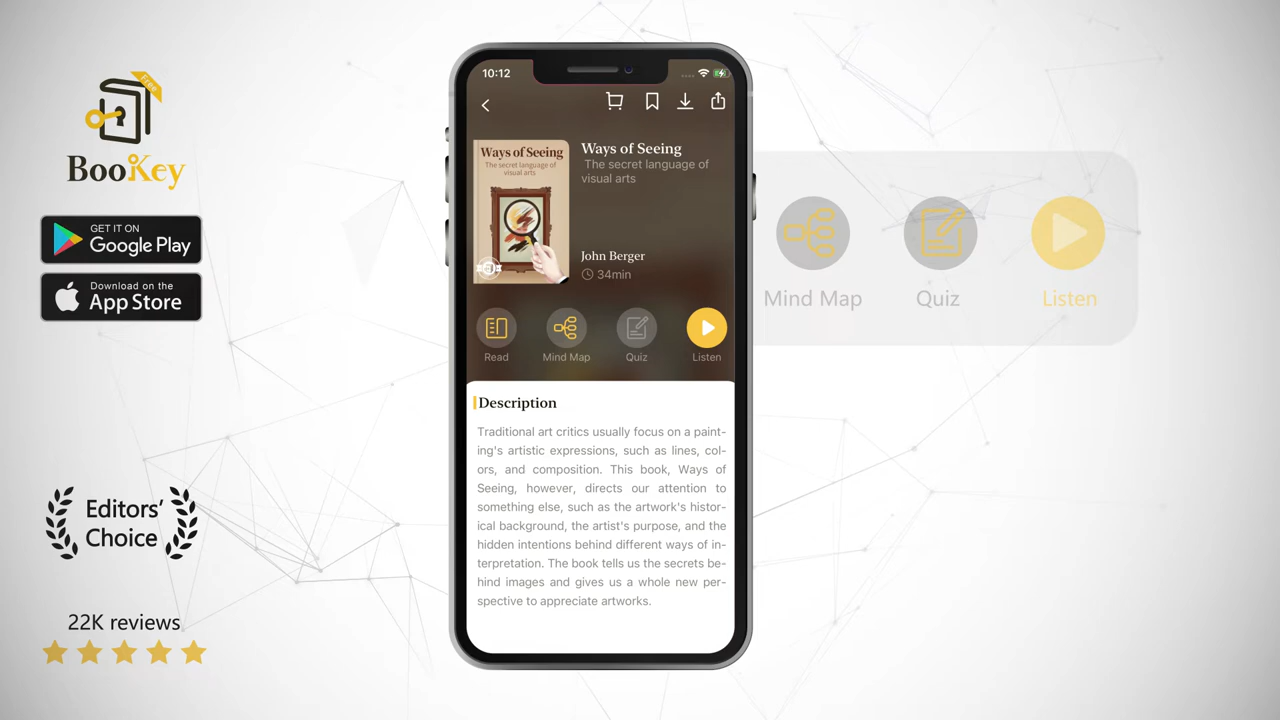 Free
BooKey
GET IT ON
Google Play
Download on the
App Store
Editors’
Choice
22K reviews
10:12
Ways of Seeing
The secret language of
visual arts
Ways of Seeing
The secret language of
visual arts
John Berger
34min
Read
Mind Map
Quiz
Listen
Description
Traditional art critics usually focus on a paint-
ing's artistic expressions, such as lines, col-
ors, and composition. This book, Ways of
Seeing, however, directs our attention to
something else, such as the artwork's histor-
ical background, the artist's purpose, and the
hidden intentions behind different ways of in-
terpretation. The book tells us the secrets be-
hind images and gives us a whole new per-
spective to appreciate artworks.
Mind Map
Quiz
Listen